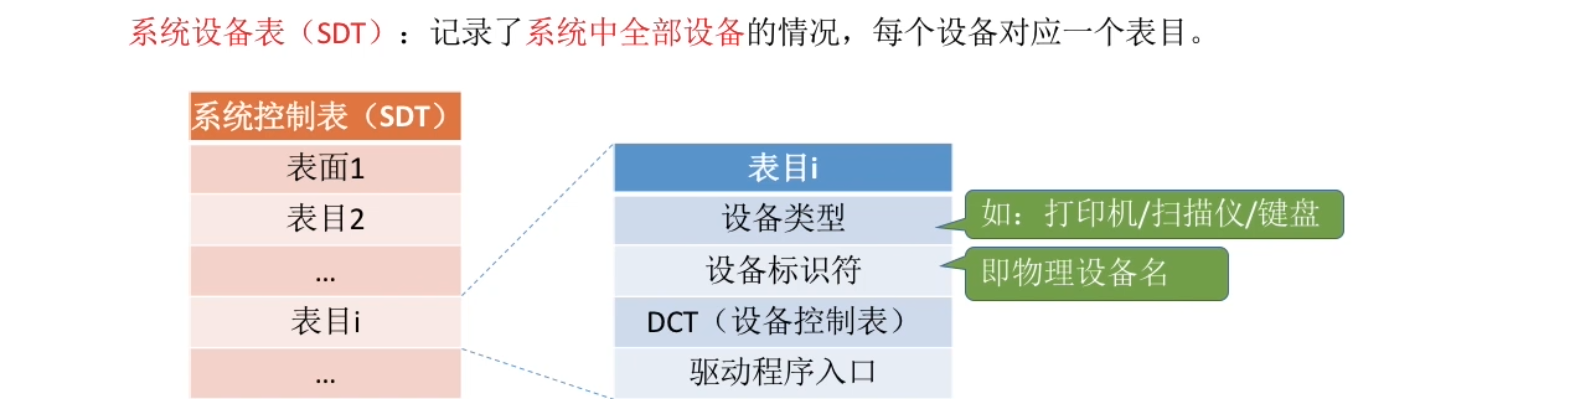 系统设备表（SDT）：记录了系统中全部设备的情况，每个设备对应一个表目。
系统控制表（SDT）
表面1
表目2
...
表目i
...
表目i
设备类型
设备标识符
DCT（设备控制表）
驱动程序入口
如：打印机/扫描仪/键盘
即物理设备名